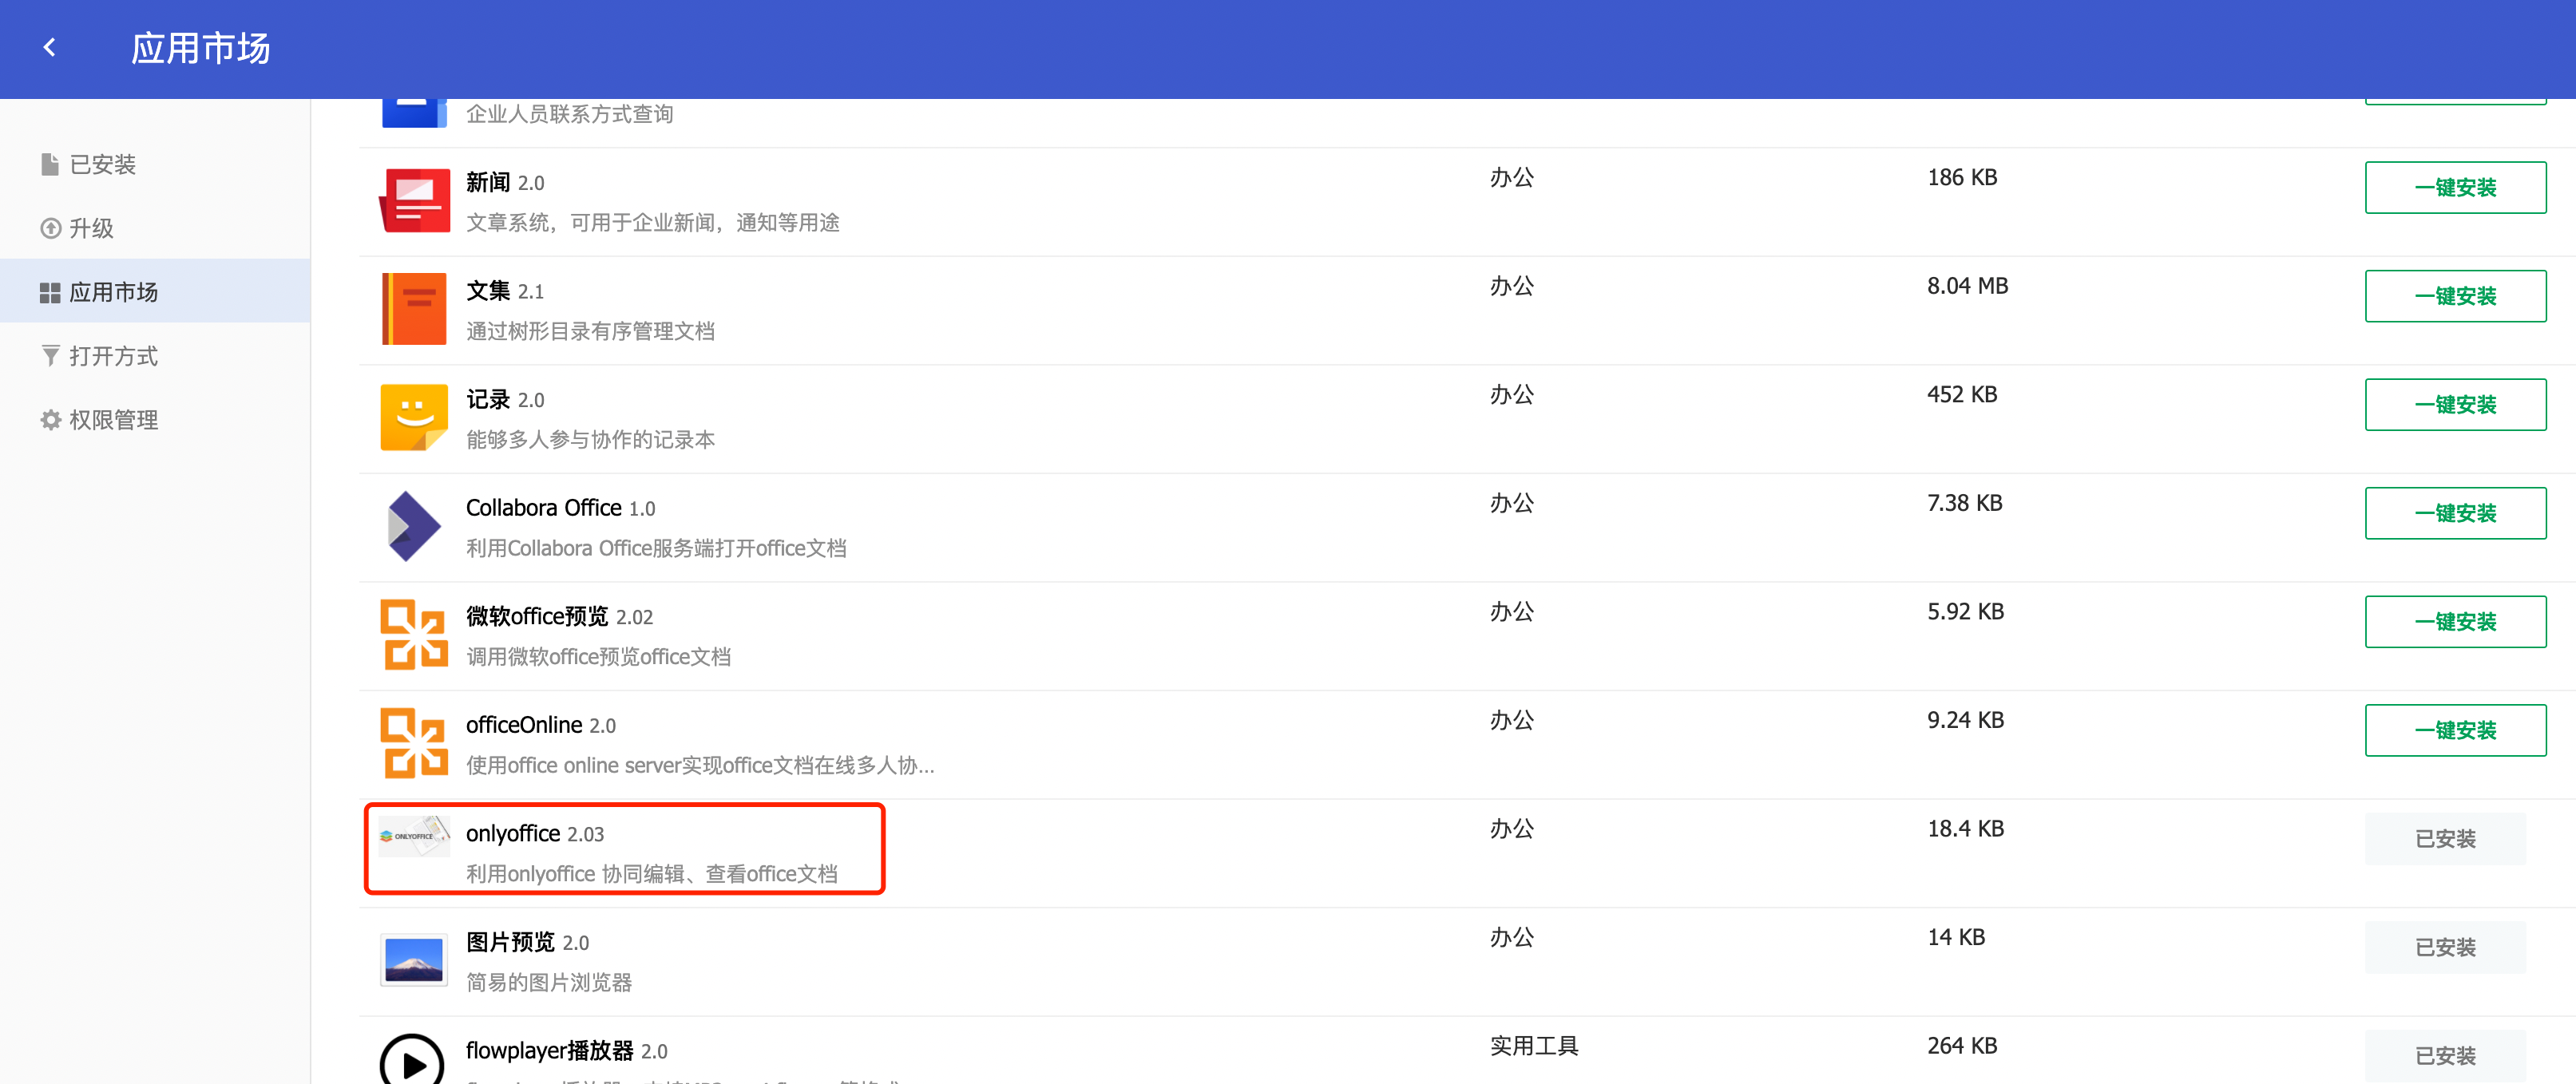 应用市场
已安装
升级
应用市场
打开方式
权限管理
企业人员联系方式查询
新闻 2.0
办公
186 KB
一键安装
文章系统，可用于企业新闻，通知等用途
文集 2.1
办公
8.04 MB
一键安装
通过树形目录有序管理文档
记录 2.0
办公
452 KB
一键安装
能够多人参与协作的记录本
Collabora Office 1.0
办公
7.38 KB
一键安装
利用Collabora Office服务端打开office文档
微软office预览 2.02
办公
5.92 KB
一键安装
调用微软office预览office文档
officeOnline 2.0
办公
9.24 KB
一键安装
使用office online server实现office文档在线多人协...
ONLYOFFICE
onlyoffice 2.03
办公
18.4 KB
已安装
利用onlyoffice 协同编辑、查看office文档
图片预览 2.0
办公
14 KB
已安装
简易的图片浏览器
flowplayer播放器 2.0
实用工具
264 KB
已安装